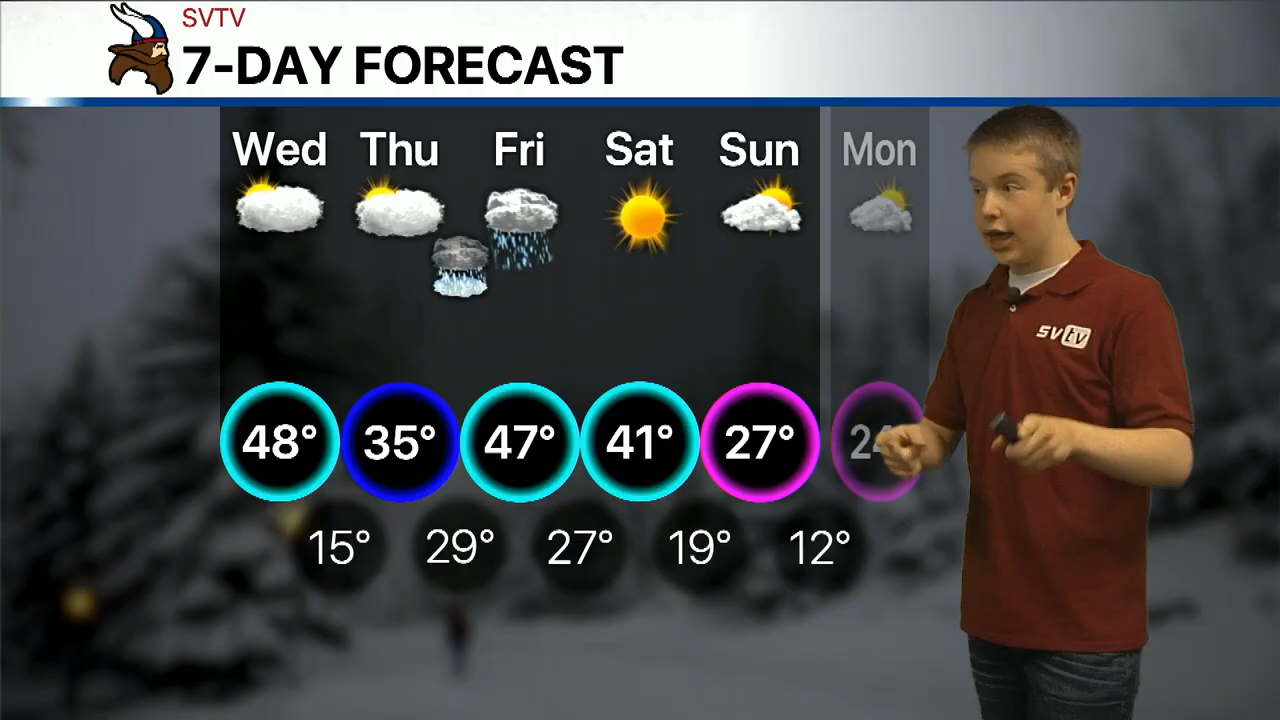 SVTV
7-DAY FORECAST
Wed Thu Fri Sat Sun Mon
48° 35° 47° 41° 27° 24
15° 29° 27° 19° 12°
SVtv